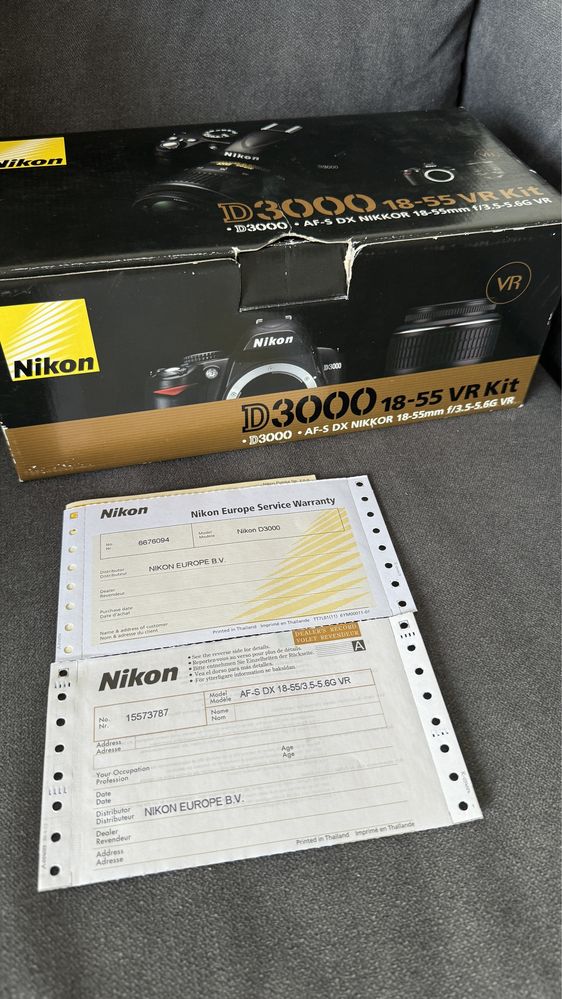 Nikon
Nikon
D3000
VR
D3000 18-55 VR Kit
• D3000 • AF-S DX NIKKOR 18-55mm f/3.5-5.6G VR
VR
Nikon
Nikon
D3000
D3000 18-55 VR Kit
• D3000 • AF-S DX NIKKOR 18-55mm f/3.5-5.6G VR
Nikon
Nikon Europe Service Warranty
No.
Nr.
6676094
Model
Modèle
Nikon D3000
Distributor
Distributeur
NIKON EUROPE B.V.
Dealer
Revendeur
Purchase date
Date d'achat
Name & address of customer
Nom & adresse du client
Printed in Thailand Imprimé en Thaïlande
Nikon
• See the reverse side for details.
• Reportez-vous au verso pour plus de détails.
• Bitte entnehmen Sie Einzelheiten der Rückseite.
• Vea el dorso para más detalles.
• För ytterligare information se baksidan.
DEALER'S RECORD
VOLET REVENDEUR
A
No.
Nr.
15573787
Model
Modèle
AF-S DX 18-55/3.5-5.6G VR
Name
Nom
Address
Adresse
Age
Age
Your Occupation
Profession
Date
Date
Distributor
Distributeur
NIKON EUROPE B.V.
Dealer
Revendeur
Address
Adresse
Printed in Thailand Imprimé en Thaïlande